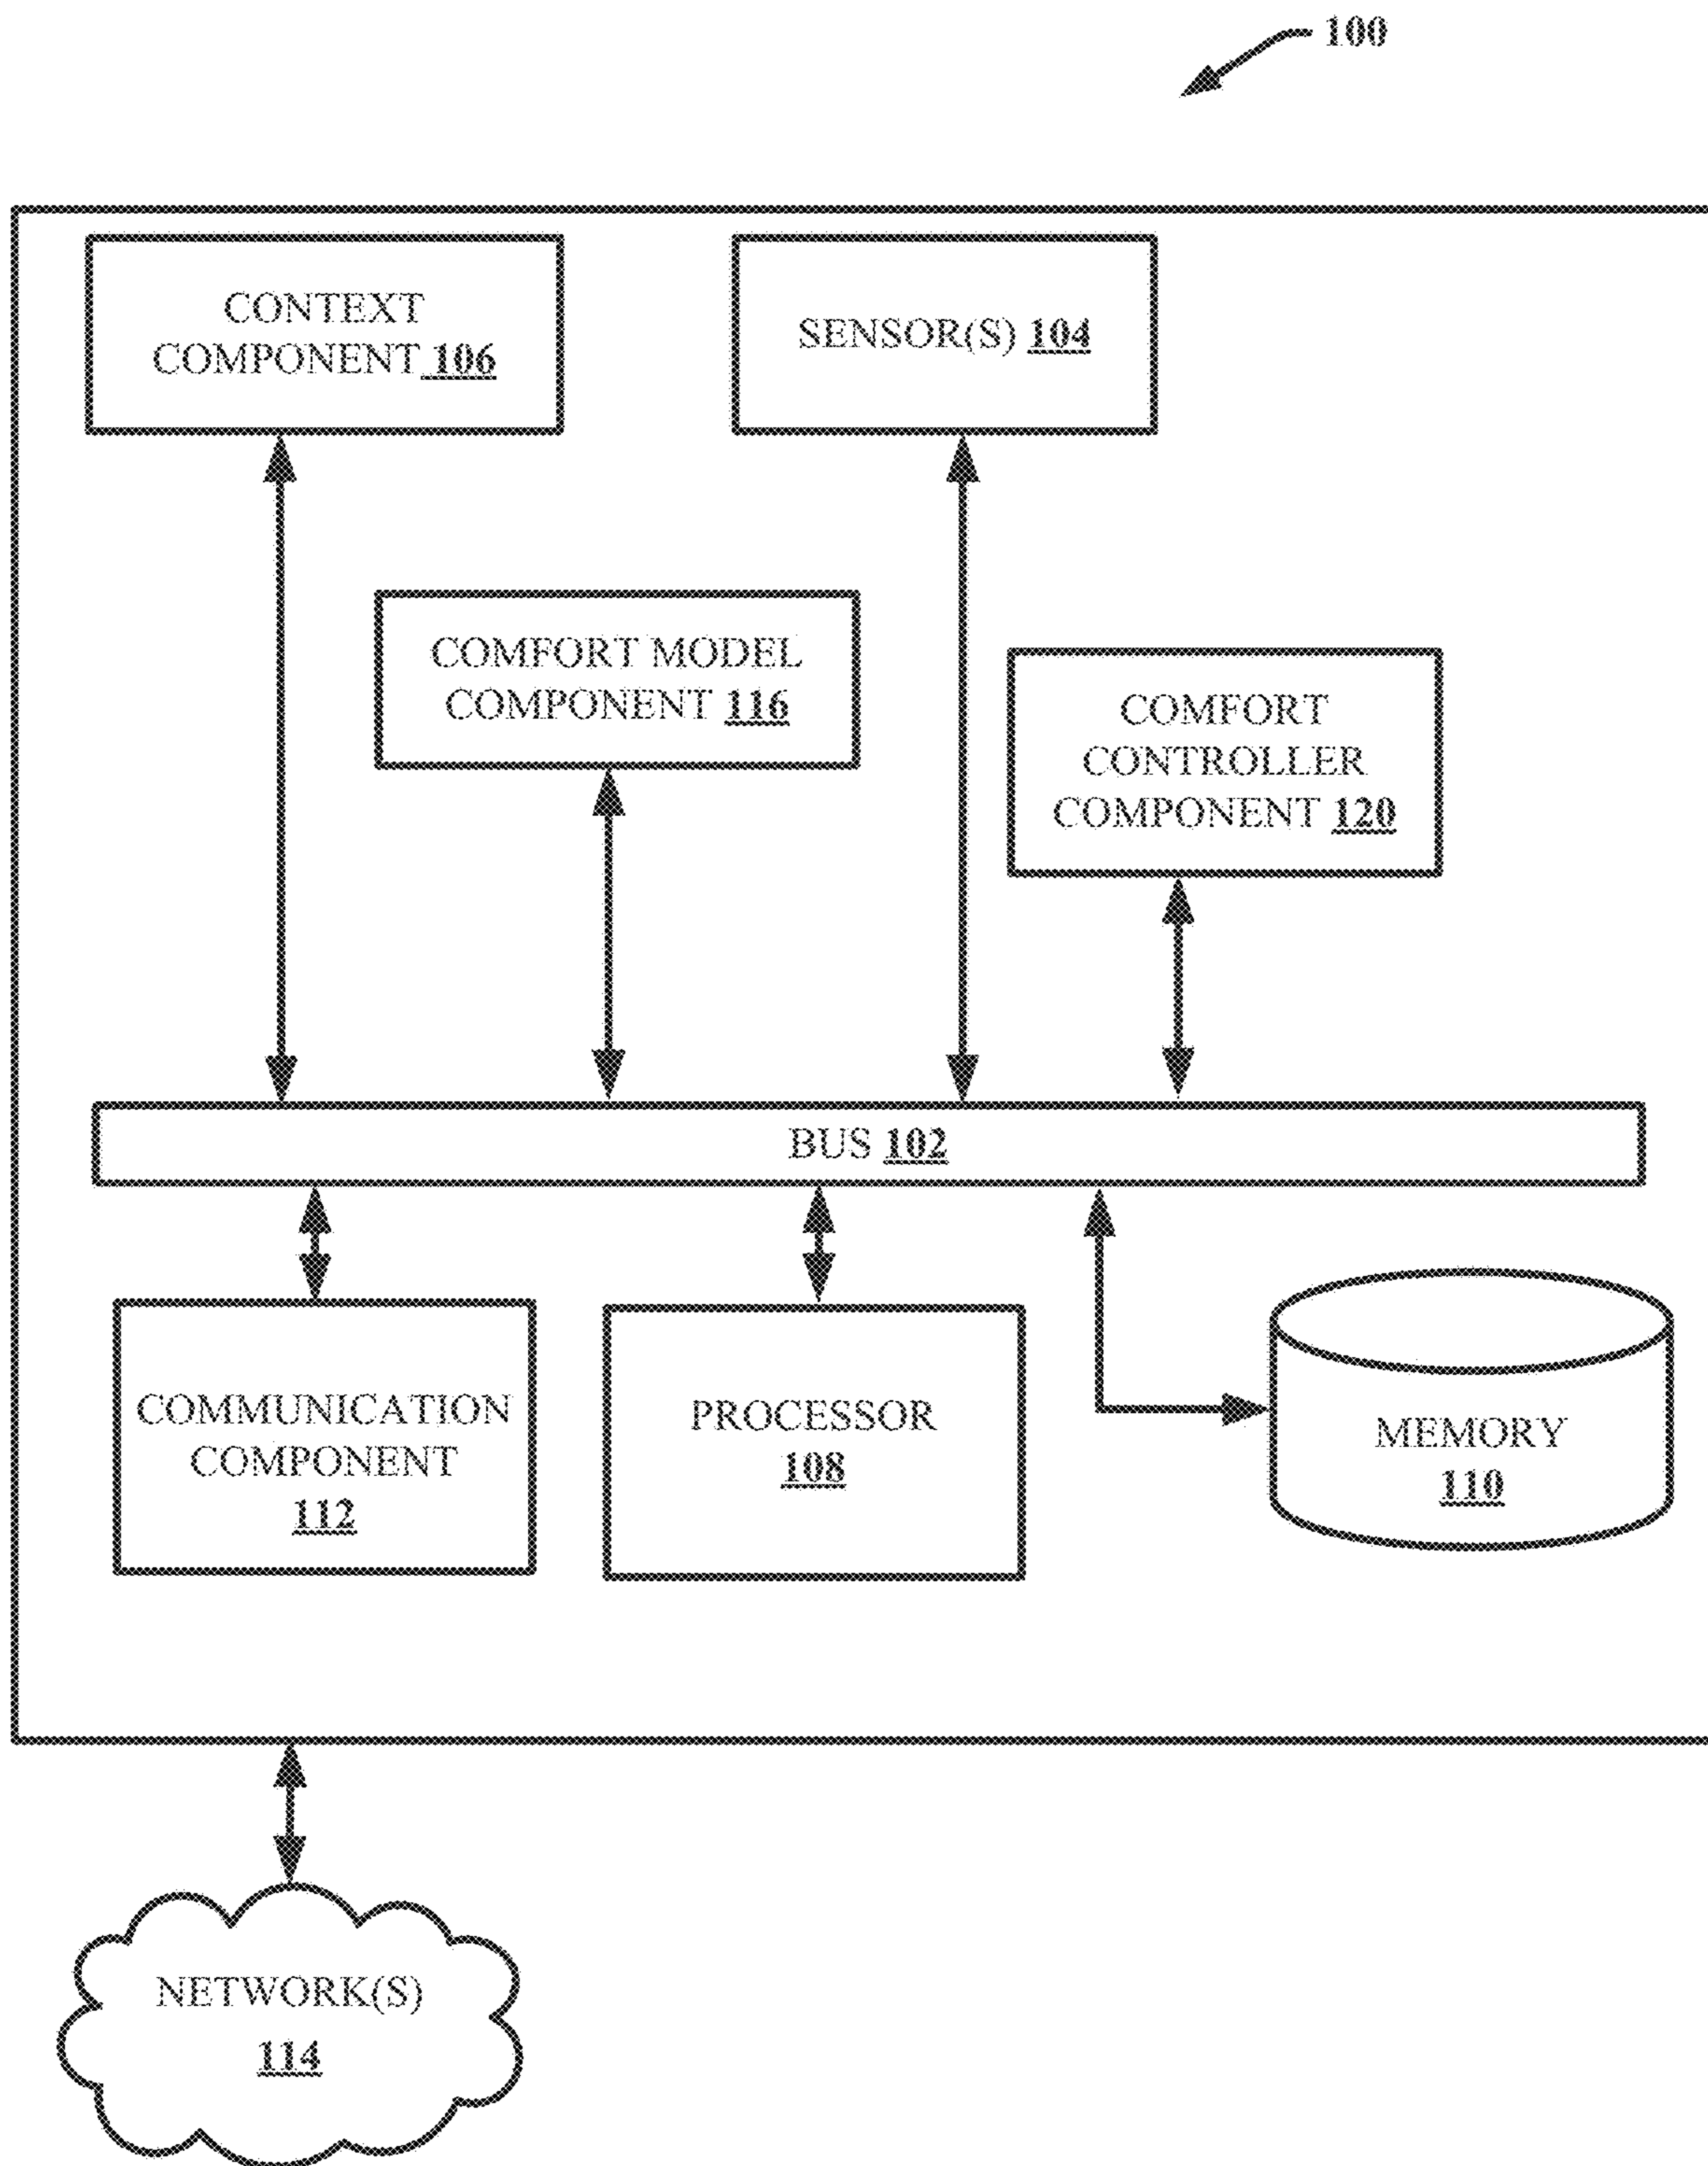 100
CONTEXT
COMPONENT 106
SENSOR(S) 104
COMFORT MODEL
COMPONENT 116
COMFORT
CONTROLLER
COMPONENT 120
BUS 102
COMMUNICATION
COMPONENT
112
PROCESSOR
108
MEMORY
110
NETWORK(S)
114